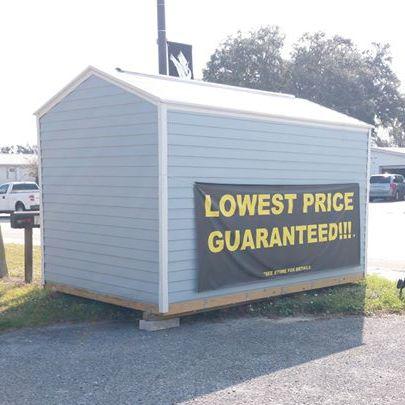 LOWEST PRICE
GUARANTEED!!!.
*SEE STORE FOR DETAILS